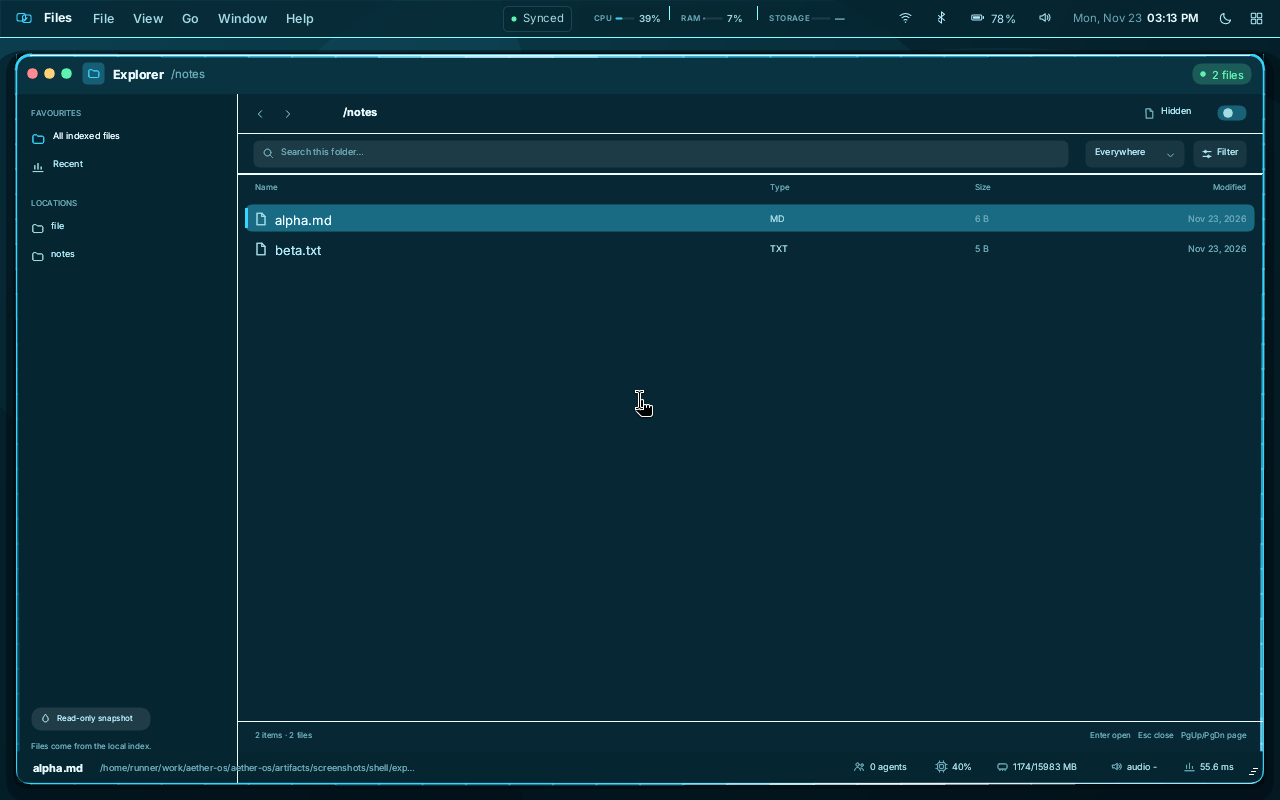 Files File View Go Window Help Synced CPU 39% RAM 7% STORAGE — 78% Mon, Nov 23 03:13 PM
Explorer /notes 2 files
FAVOURITES
All indexed files
Recent
LOCATIONS
file
notes
/notes Hidden
Search this folder... Everywhere Filter
Name Type Size Modified
alpha.md MD 6 B Nov 23, 2026
beta.txt TXT 5 B Nov 23, 2026
Read-only snapshot
Files come from the local index.
2 items · 2 files Enter open Esc close PgUp/PgDn page
alpha.md /home/runner/work/aether-os/aether-os/artifacts/screenshots/shell/exp... 0 agents 40% 1174/15983 MB audio - 55.6 ms